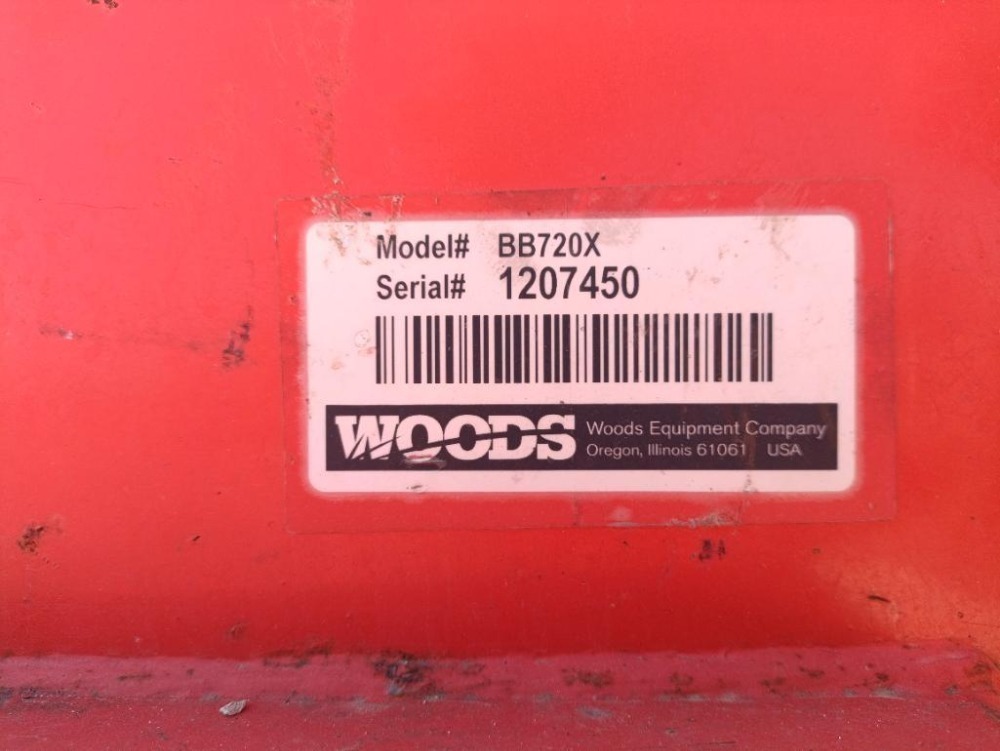 Model# BB720X
Serial# 1207450
WOODS
Woods Equipment Company
Oregon, Illinois 61061 USA